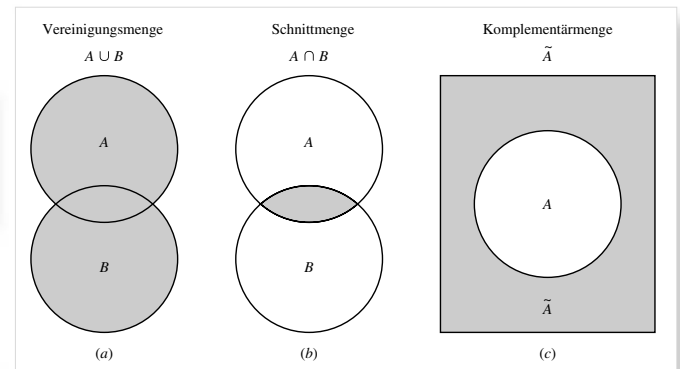 Vereinigungsmenge
A ∪ B
A
B
(a)
Schnittmenge
A ∩ B
A
B
(b)
Komplementärmenge
Ã
A
Ã
(c)